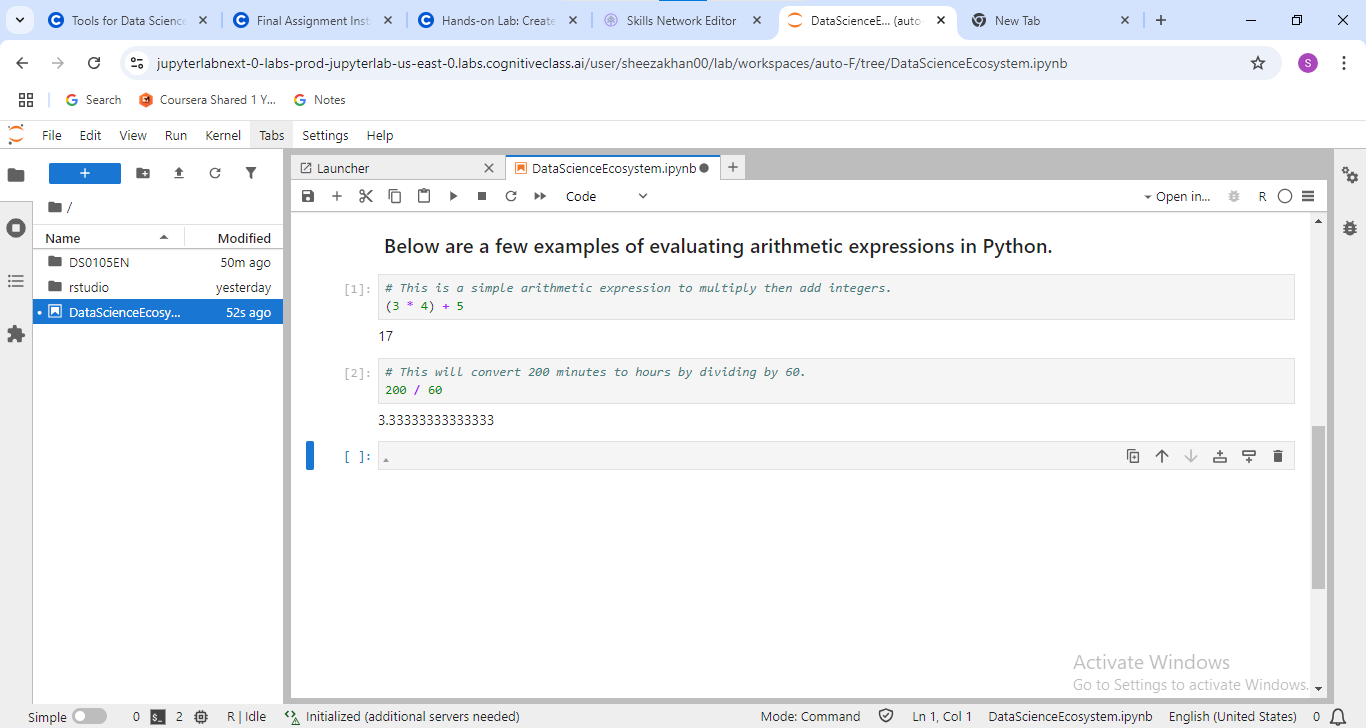 Tools for Data Science
Final Assignment Inst
Hands-on Lab: Create
Skills Network Editor
DataScienceE... (auto-
New Tab
jupyterlabnext-0-labs-prod-jupyterlab-us-east-0.labs.cognitiveclass.ai/user/sheezakhan00/lab/workspaces/auto-F/tree/DataScienceEcosystem.ipynb
S
Search
Coursera Shared 1 Y...
Notes
File Edit View Run Kernel Tabs Settings Help
Launcher
DataScienceEcosystem.ipynb
Code
Open in...
R
/
Name Modified
DS0105EN 50m ago
rstudio yesterday
DataScienceEcosy... 52s ago
Below are a few examples of evaluating arithmetic expressions in Python.
[1]: # This is a simple arithmetic expression to multiply then add integers.
(3 * 4) + 5
17
[2]: # This will convert 200 minutes to hours by dividing by 60.
200 / 60
3.33333333333333
[ ]:
Activate Windows
Go to Settings to activate Windows.
Simple 0 2 R | Idle Initialized (additional servers needed) Mode: Command Ln 1, Col 1 DataScienceEcosystem.ipynb English (United States) 0